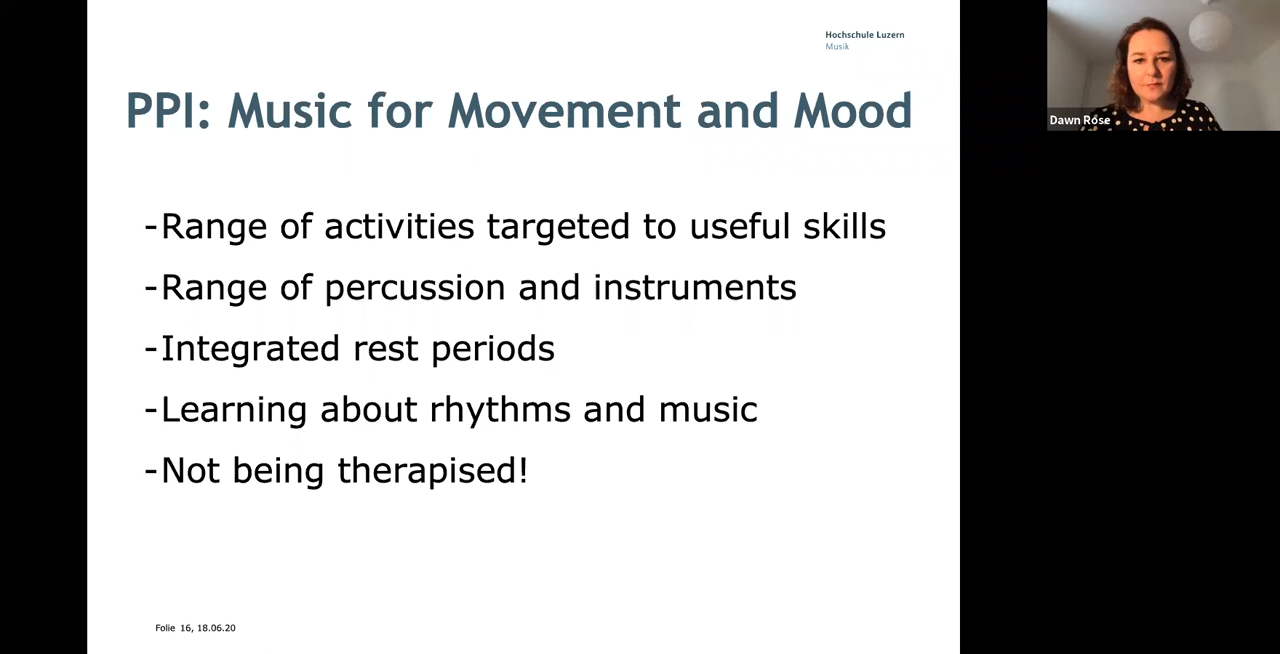 Hochschule Luzern
Musik
PPI: Music for Movement and Mood
-Range of activities targeted to useful skills
-Range of percussion and instruments
-Integrated rest periods
-Learning about rhythms and music
-Not being therapised!
Folie 16, 18.06.20
Dawn Rose